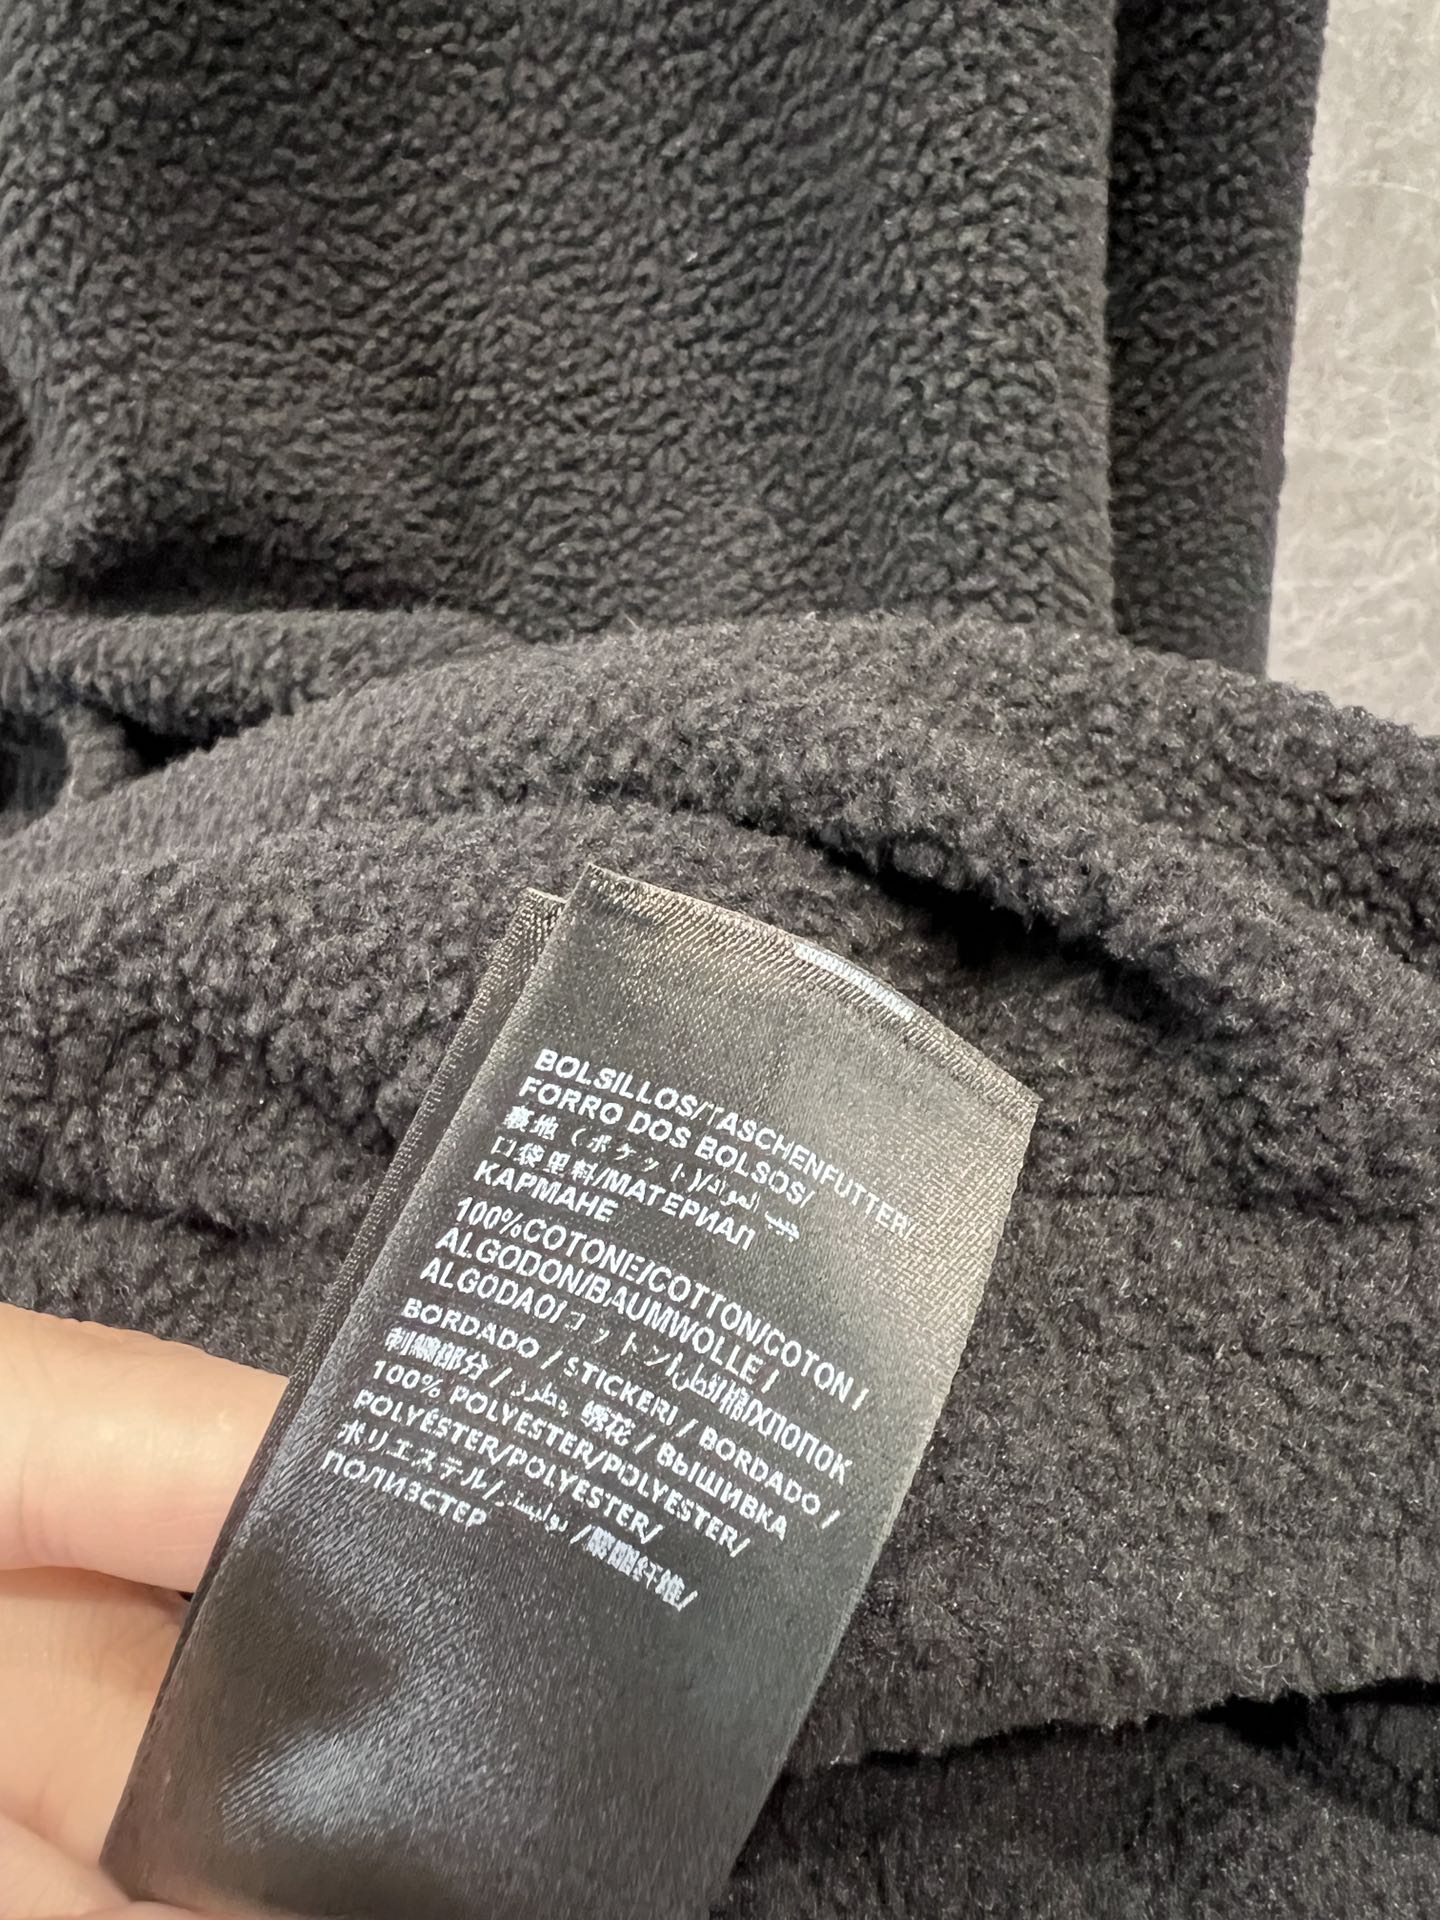 BOLSILLOS/TASCHENFUTTER/
FORRO DOS BOLSOS/
裏地 (ポケット)/
口袋里料/МАТЕРИАЛ
КАРМАНЕ
100%COTONE/COTTON/COTON /
ALGODON/BAUMWOLLE /
ALGODAO/コットン/棉/ХЛОПОК
BORDADO / STICKEREI / BORDADO /
刺繍部分 / 绣花 / ВЫШИВКА
100% POLYESTER/POLYESTER/
POLYÉSTER/POLYESTER/
ポリエステル/بوليستر /聚酯纤维/
ПОЛИЭСТЕР